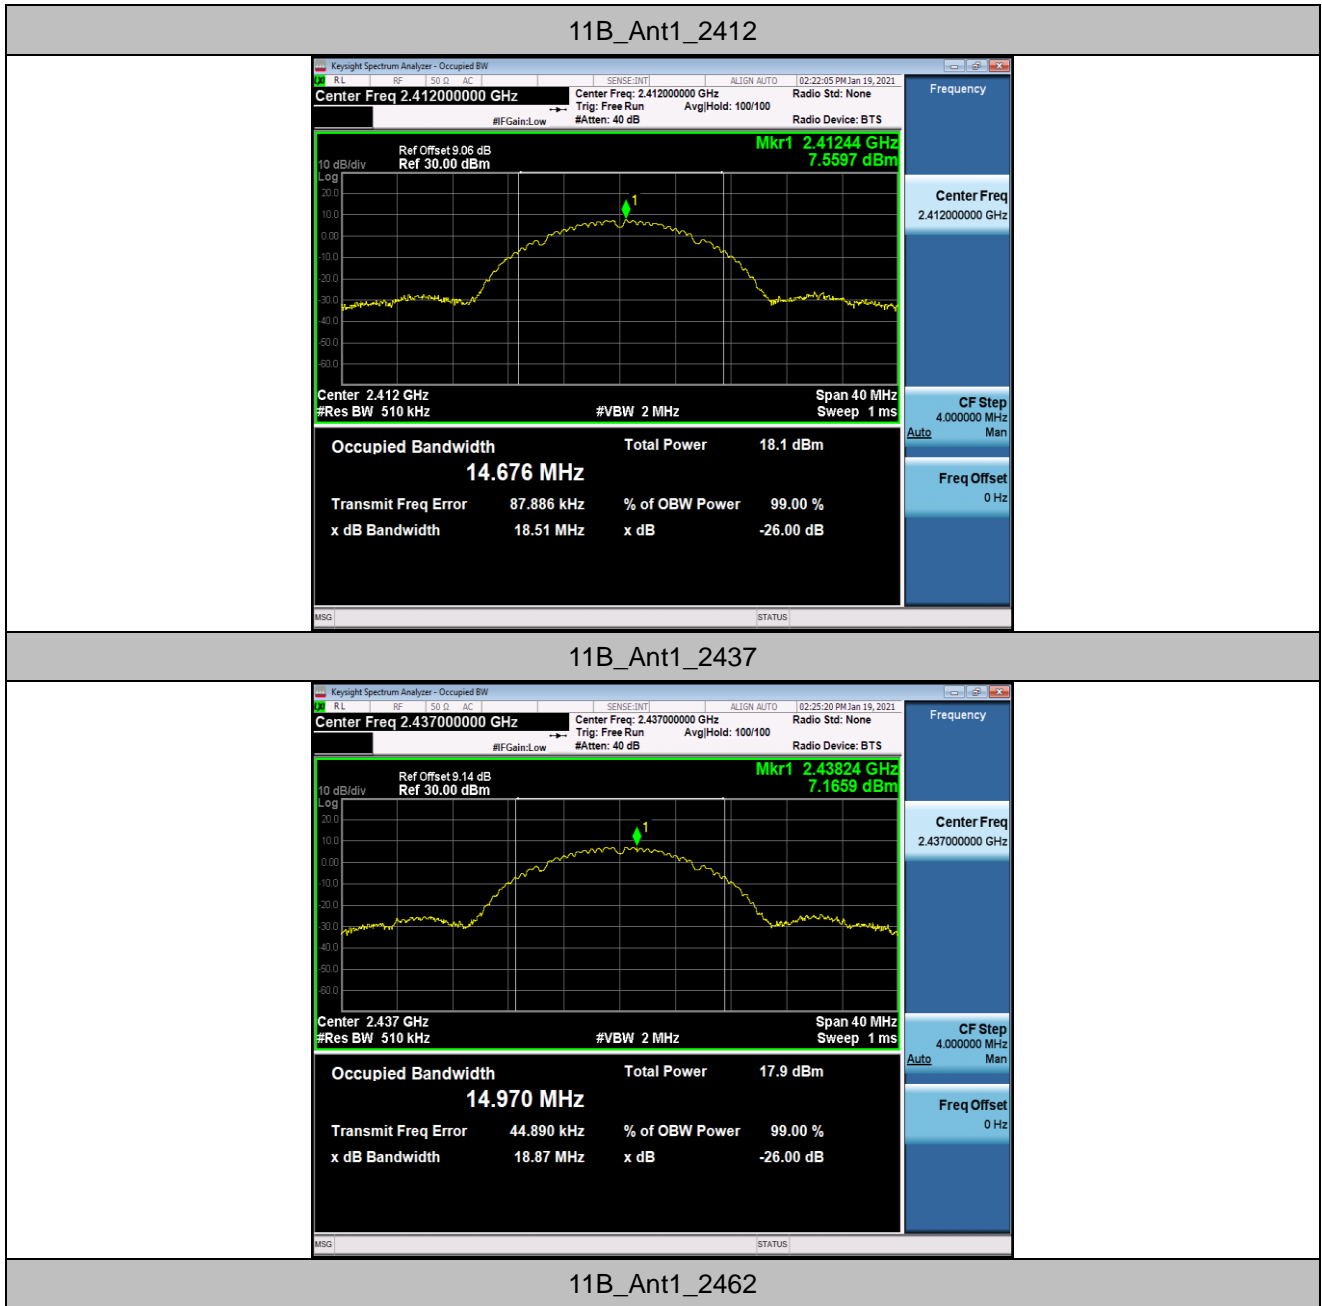 11B_Ant1_2412
Keysight Spectrum Analyzer - Occupied BW
RL RF 50 Ω AC SENSE:INT ALIGN AUTO 02:22:05 PM Jan 19, 2021
Center Freq 2.412000000 GHz Center Freq: 2.412000000 GHz Radio Std: None Frequency
Trig: Free Run Avg|Hold: 100/100
#IFGain:Low #Atten: 40 dB Radio Device: BTS
Mkr1 2.41244 GHz
Ref Offset 9.06 dB 7.5597 dBm
10 dB/div Ref 30.00 dBm
Log
20.0
10.0
0.00
-10.0
-20.0
-30.0
-40.0
-50.0
-60.0
1
Center Freq
2.412000000 GHz
Center 2.412 GHz Span 40 MHz
#Res BW 510 kHz #VBW 2 MHz Sweep 1 ms
CF Step
4.000000 MHz
Auto Man
Occupied Bandwidth Total Power 18.1 dBm
14.676 MHz
Freq Offset
0 Hz
Transmit Freq Error 87.886 kHz % of OBW Power 99.00 %
x dB Bandwidth 18.51 MHz x dB -26.00 dB
MSG STATUS
11B_Ant1_2437
Keysight Spectrum Analyzer - Occupied BW
RL RF 50 Ω AC SENSE:INT ALIGN AUTO 02:25:20 PM Jan 19, 2021
Center Freq 2.437000000 GHz Center Freq: 2.437000000 GHz Radio Std: None Frequency
Trig: Free Run Avg|Hold: 100/100
#IFGain:Low #Atten: 40 dB Radio Device: BTS
Mkr1 2.43824 GHz
Ref Offset 9.14 dB 7.1659 dBm
10 dB/div Ref 30.00 dBm
Log
20.0
10.0
0.00
-10.0
-20.0
-30.0
-40.0
-50.0
-60.0
1
Center Freq
2.437000000 GHz
Center 2.437 GHz Span 40 MHz
#Res BW 510 kHz #VBW 2 MHz Sweep 1 ms
CF Step
4.000000 MHz
Auto Man
Occupied Bandwidth Total Power 17.9 dBm
14.970 MHz
Freq Offset
0 Hz
Transmit Freq Error 44.890 kHz % of OBW Power 99.00 %
x dB Bandwidth 18.87 MHz x dB -26.00 dB
MSG STATUS
11B_Ant1_2462